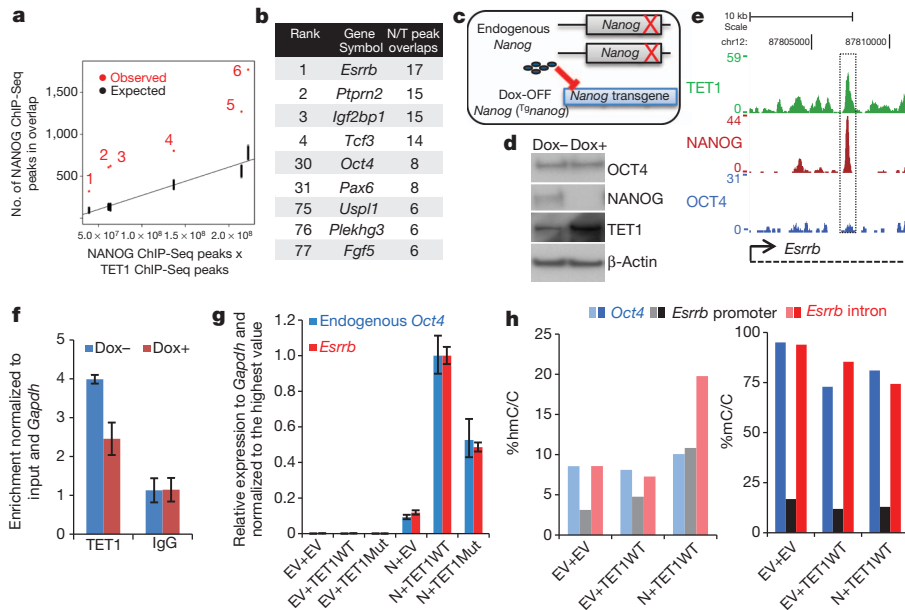 a
Observed
Expected
1,500
1,000
500
1
2
3
4
5
6
No. of NANOG ChIP-Seq
peaks in overlap
5.0 × 10⁷
1.0 × 10⁸
2.0 × 10⁸
NANOG ChIP-Seq peaks x
TET1 ChIP-Seq peaks
b
Rank Gene Symbol N/T peak overlaps
1 Esrrb 17
2 Ptprn2 15
3 Igf2bp1 15
4 Tcf3 14
30 Oct4 8
31 Pax6 8
75 Uspl1 6
76 Plekhg3 6
77 Fgf5 6
c
Endogenous
Nanog
Nanog
Nanog
Dox-OFF
Nanog (Tgnanog)
Nanog transgene
d
Dox– Dox+
OCT4
NANOG
TET1
β-Actin
e
10 kb
Scale
chr12: 87805000 87810000
59
TET1
0
44
NANOG
0
31
OCT4
0
Esrrb
f
Dox– Dox+
Enrichment normalized to
input and Gapdh
5
4
3
2
1
0
TET1 IgG
g
Endogenous Oct4
Esrrb
Relative expression to Gapdh and
normalized to the highest value
1.2
1.0
0.8
0.6
0.4
0.2
0
EV+EV
EV+TET1WT
EV+TET1Mut
N+EV
N+TET1WT
N+TET1Mut
h
Oct4 Esrrb promoter Esrrb intron
%hmC/C
25
20
15
10
5
0
EV+EV
EV+TET1WT
N+TET1WT
%mC/C
100
80
60
40
20
0
EV+EV
EV+TET1WT
N+TET1WT